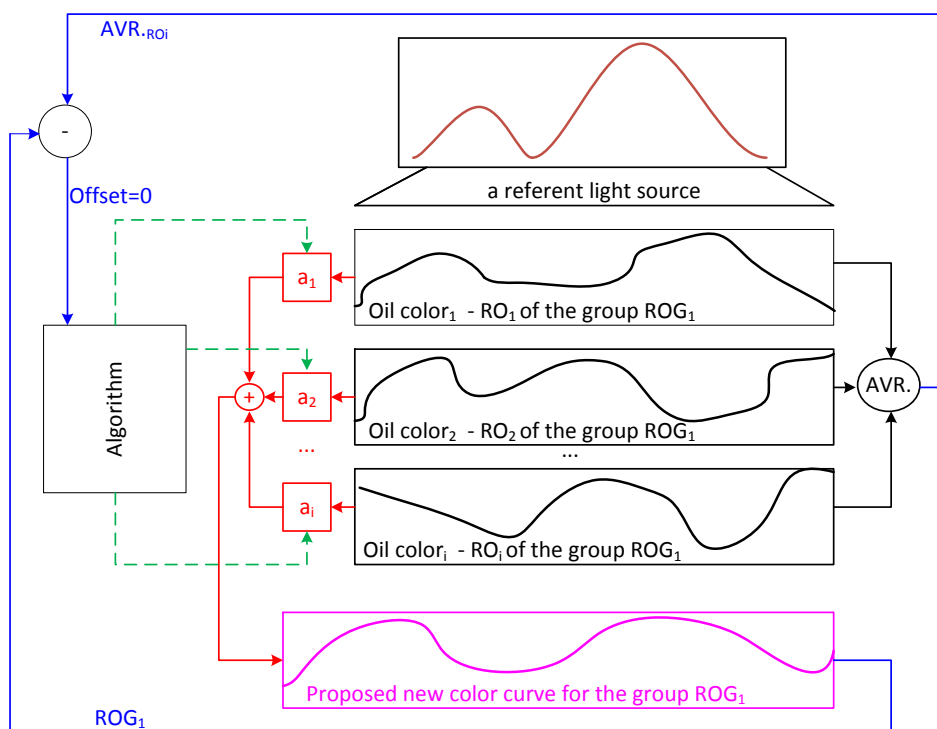 AVR.ROi
-
Offset=0
a referent light source
a1
Oil color1 - RO1 of the group ROG1
Algorithm
+
a2
Oil color2 - RO2 of the group ROG1
AVR.
...
...
ai
Oil colori - ROi of the group ROG1
Proposed new color curve for the group ROG1
ROG1